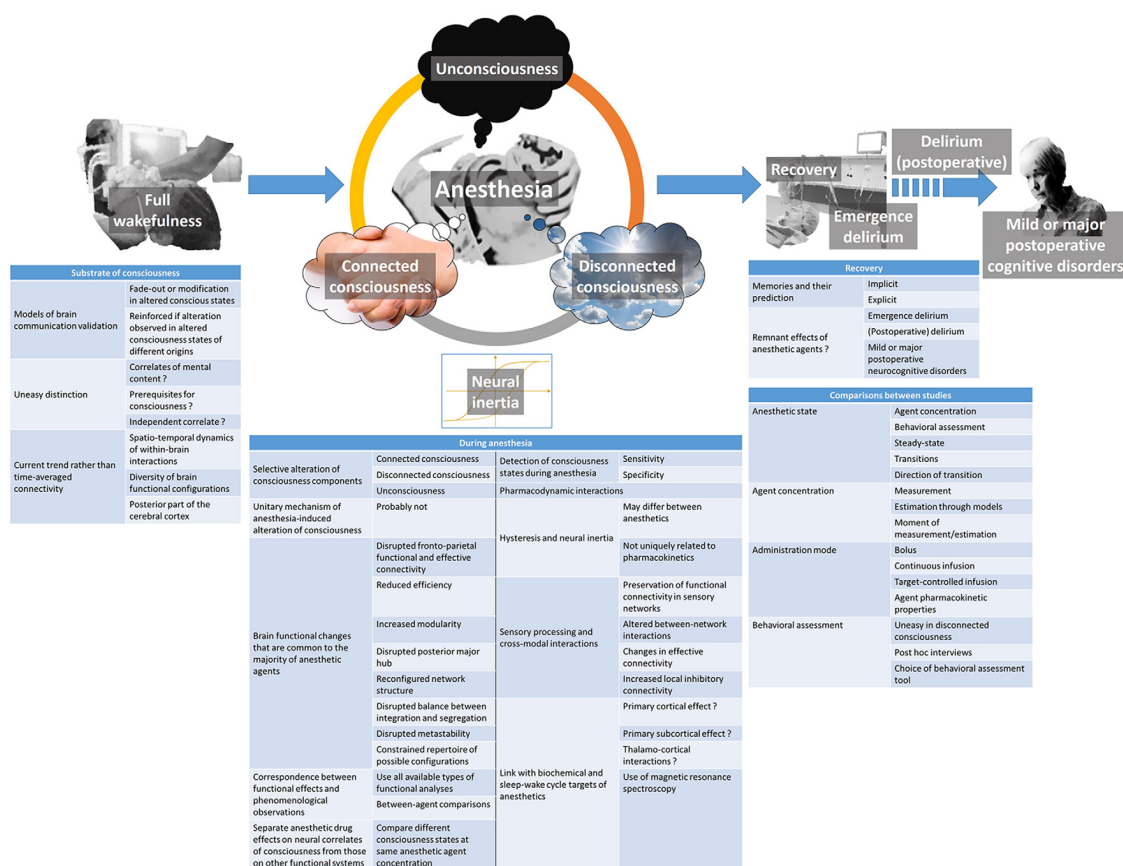 Unconsciousness
Anesthesia
Full
wakefulness
Connected
consciousness
Disconnected
consciousness
Neural
inertia
Recovery
Emergence
delirium
Delirium
(postoperative)
Mild or major
postoperative
cognitive disorders
Substrate of consciousness
Models of brain
communication validation
Fade-out or modification
in altered conscious states
Reinforced if alteration
observed in altered
consciousness states of
different origins
Uneasy distinction
Correlates of mental
content ?
Prerequisites for
consciousness ?
Independent correlate ?
Current trend rather than
time-averaged
connectivity
Spatio-temporal dynamics
of within-brain
interactions
Diversity of brain
functional configurations
Posterior part of the
cerebral cortex
During anesthesia
Selective alteration of
consciousness components
Connected consciousness
Disconnected consciousness
Unconsciousness
Unitary mechanism of
anesthesia-induced
alteration of consciousness
Probably not
Brain functional changes
that are common to the
majority of anesthetic
agents
Disrupted fronto-parietal
functional and effective
connectivity
Reduced efficiency
Increased modularity
Disrupted posterior major
hub
Reconfigured network
structure
Disrupted balance between
integration and segregation
Disrupted metastability
Constrained repertoire of
possible configurations
Correspondence between
functional effects and
phenomenological
observations
Use all available types of
functional analyses
Between-agent comparisons
Separate anesthetic drug
effects on neural correlates
of consciousness from those
on other functional systems
Compare different
consciousness states at
same anesthetic agent
concentration
Detection of consciousness
states during anesthesia
Sensitivity
Specificity
Pharmacodynamic interactions
Hysteresis and neural inertia
May differ between
anesthetics
Not uniquely related to
pharmacokinetics
Sensory processing and
cross-modal interactions
Preservation of functional
connectivity in sensory
networks
Altered between-network
interactions
Changes in effective
connectivity
Increased local inhibitory
connectivity
Link with biochemical and
sleep-wake cycle targets of
anesthetics
Primary cortical effect ?
Primary subcortical effect ?
Thalamo-cortical
interactions ?
Use of magnetic resonance
spectroscopy
Recovery
Memories and their
prediction
Implicit
Explicit
Remnant effects of
anesthetic agents ?
Emergence delirium
(Postoperative) delirium
Mild or major
postoperative
neurocognitive disorders
Comparisons between studies
Anesthetic state
Agent concentration
Behavioral assessment
Steady-state
Transitions
Direction of transition
Agent concentration
Measurement
Estimation through models
Moment of
measurement/estimation
Administration mode
Bolus
Continuous infusion
Target-controlled infusion
Agent pharmacokinetic
properties
Behavioral assessment
Uneasy in disconnected
consciousness
Post hoc interviews
Choice of behavioral assessment
tool